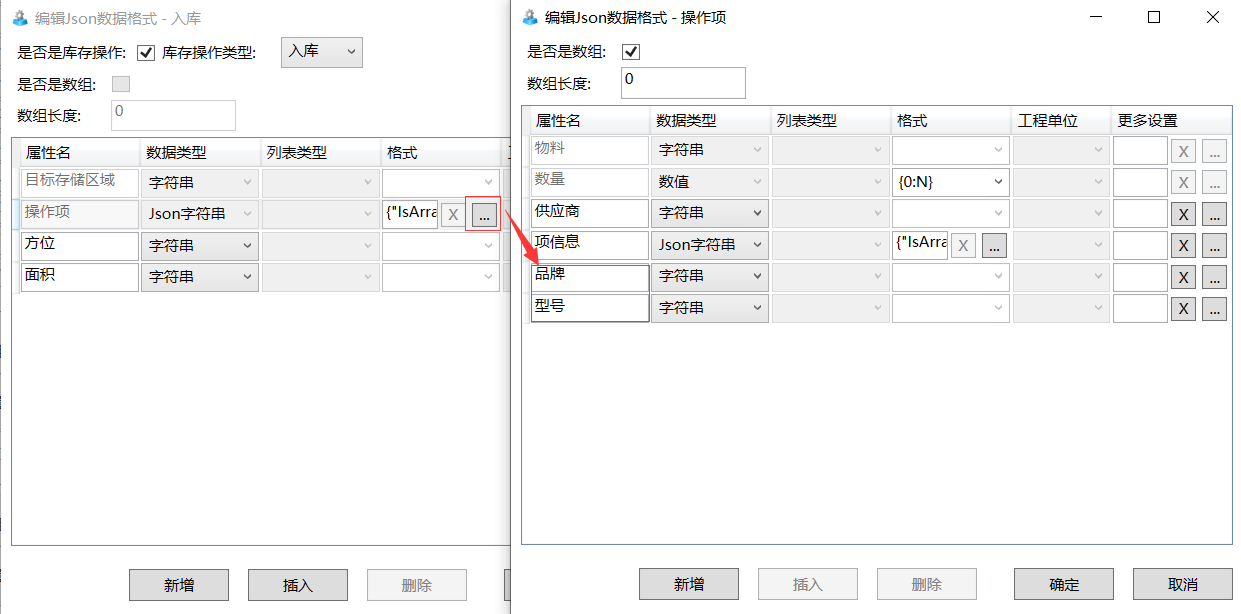 编辑Json数据格式 - 入库
是否是库存操作: 库存操作类型: 入库
是否是数组:
数组长度: 0
属性名 数据类型 列表类型 格式
目标存储区域 字符串
操作项 Json字符串 {"IsArra X ...
方位 字符串
面积 字符串
新增 插入 删除
编辑Json数据格式 - 操作项
是否是数组:
数组长度: 0
属性名 数据类型 列表类型 格式 工程单位 更多设置
物料 字符串 X ...
数量 数值 {0:N} X ...
供应商 字符串 X ...
项信息 Json字符串 {"IsArra X ... X ...
品牌 字符串 X ...
型号 字符串 X ...
新增 插入 删除 确定 取消